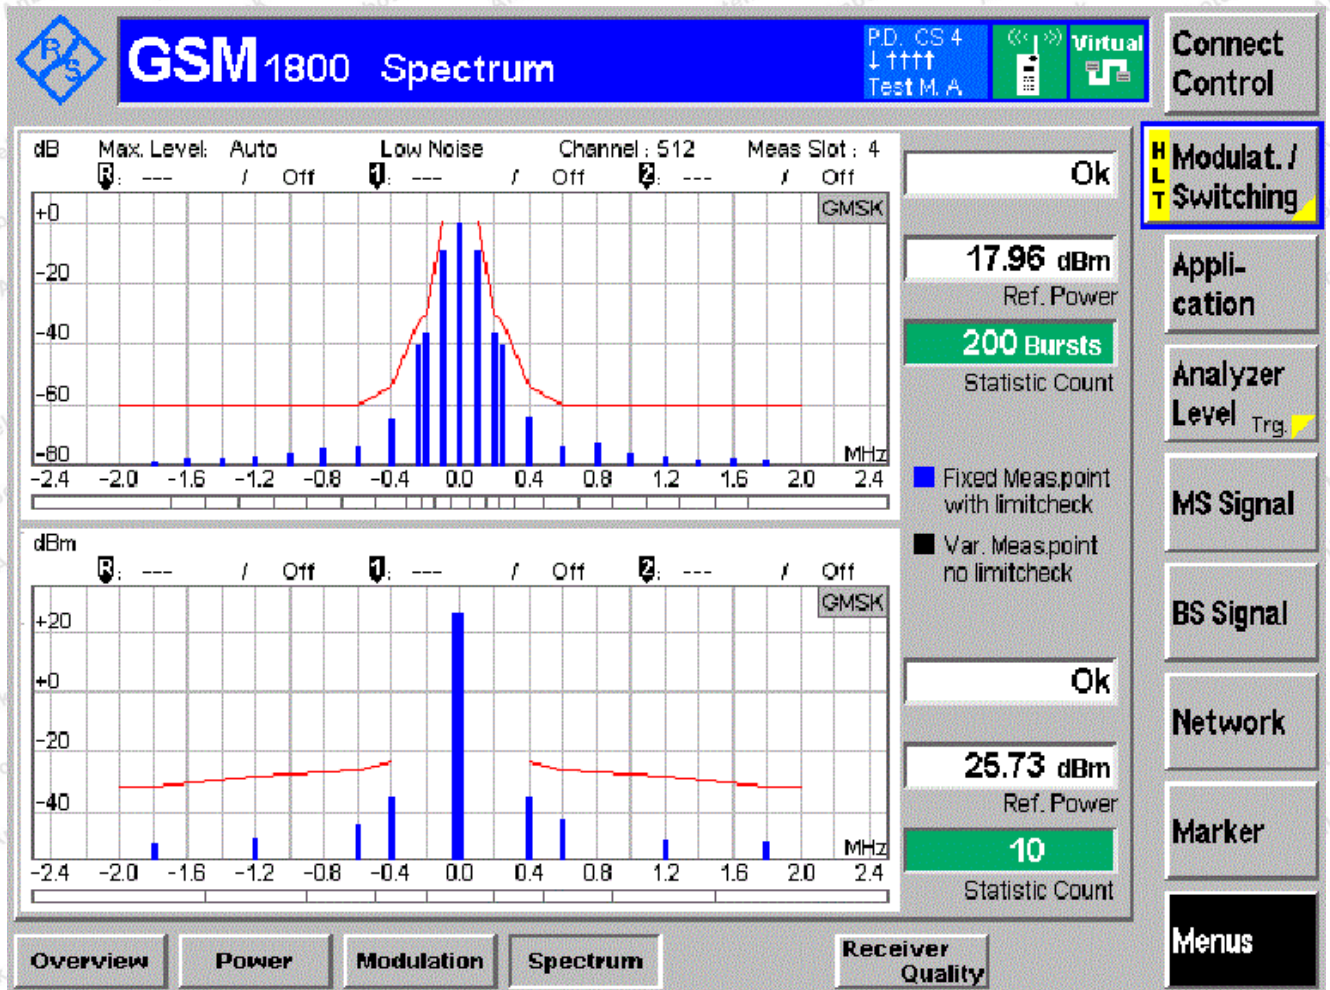 R S
GSM 1800 Spectrum
P.D. CS 4
↓ ↑↑↑↑
Test M. A
Virtual
Connect
Control
dB Max. Level: Auto Low Noise Channel : 512 Meas Slot : 4
R: --- / Off 1: --- / Off 2: --- / Off
GMSK
+0
-20
-40
-60
-80
MHz
-2.4 -2.0 -1.6 -1.2 -0.8 -0.4 0.0 0.4 0.8 1.2 1.6 2.0 2.4
Ok
17.96 dBm
Ref. Power
200 Bursts
Statistic Count
Fixed Meas.point
with limitcheck
Var. Meas.point
no limitcheck
dBm
R: --- / Off 1: --- / Off 2: --- / Off
GMSK
+20
+0
-20
-40
MHz
-2.4 -2.0 -1.6 -1.2 -0.8 -0.4 0.0 0.4 0.8 1.2 1.6 2.0 2.4
Ok
25.73 dBm
Ref. Power
10
Statistic Count
HLT
Modulat. /
Switching
Appli-
cation
Analyzer
Level Trg.
MS Signal
BS Signal
Network
Marker
Menus
Overview
Power
Modulation
Spectrum
Receiver
Quality